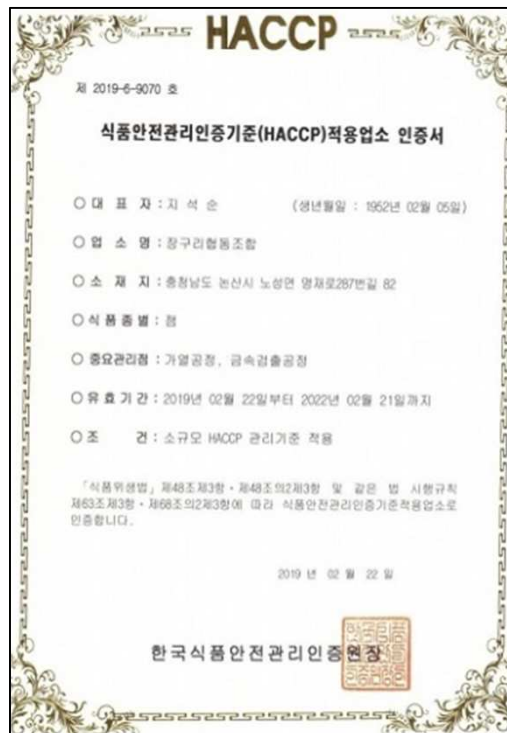 HACCP
제 2019-6-9070 호
식품안전관리인증기준(HACCP)적용업소 인증서
○ 대 표 자 : 지 석 순 (생년월일 : 1952년 02월 05일)
○ 업 소 명 : 장구리협동조합
○ 소 재 지 : 충청남도 논산시 노성면 명재로287번길 82
○ 식품종별 : 잼
○ 중요관리점 : 가열공정, 금속검출공정
○ 유효기간 : 2019년 02월 22일부터 2022년 02월 21일까지
○ 조 건 : 소규모 HACCP 관리기준 적용
「식품위생법」 제48조제3항·제48조의2제3항 및 같은 법 시행규칙
제63조제3항·제68조의2제3항에 따라 식품안전관리인증기준적용업소로
인증합니다.
2019 년 02 월 22 일
한국식품안전관리인증원장